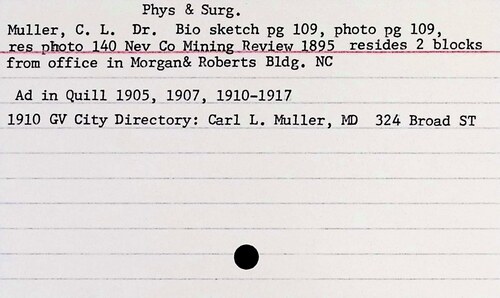 Phys & Surg.
Muller, C. L.  Dr.  Bio sketch pg 109, photo pg 109,
res photo 140 Nev Co Mining Review 1895  resides 2 blocks
from office in Morgan& Roberts Bldg. NC
Ad in Quill 1905, 1907, 1910-1917
1910 GV City Directory: Carl L. Muller, MD  324 Broad ST